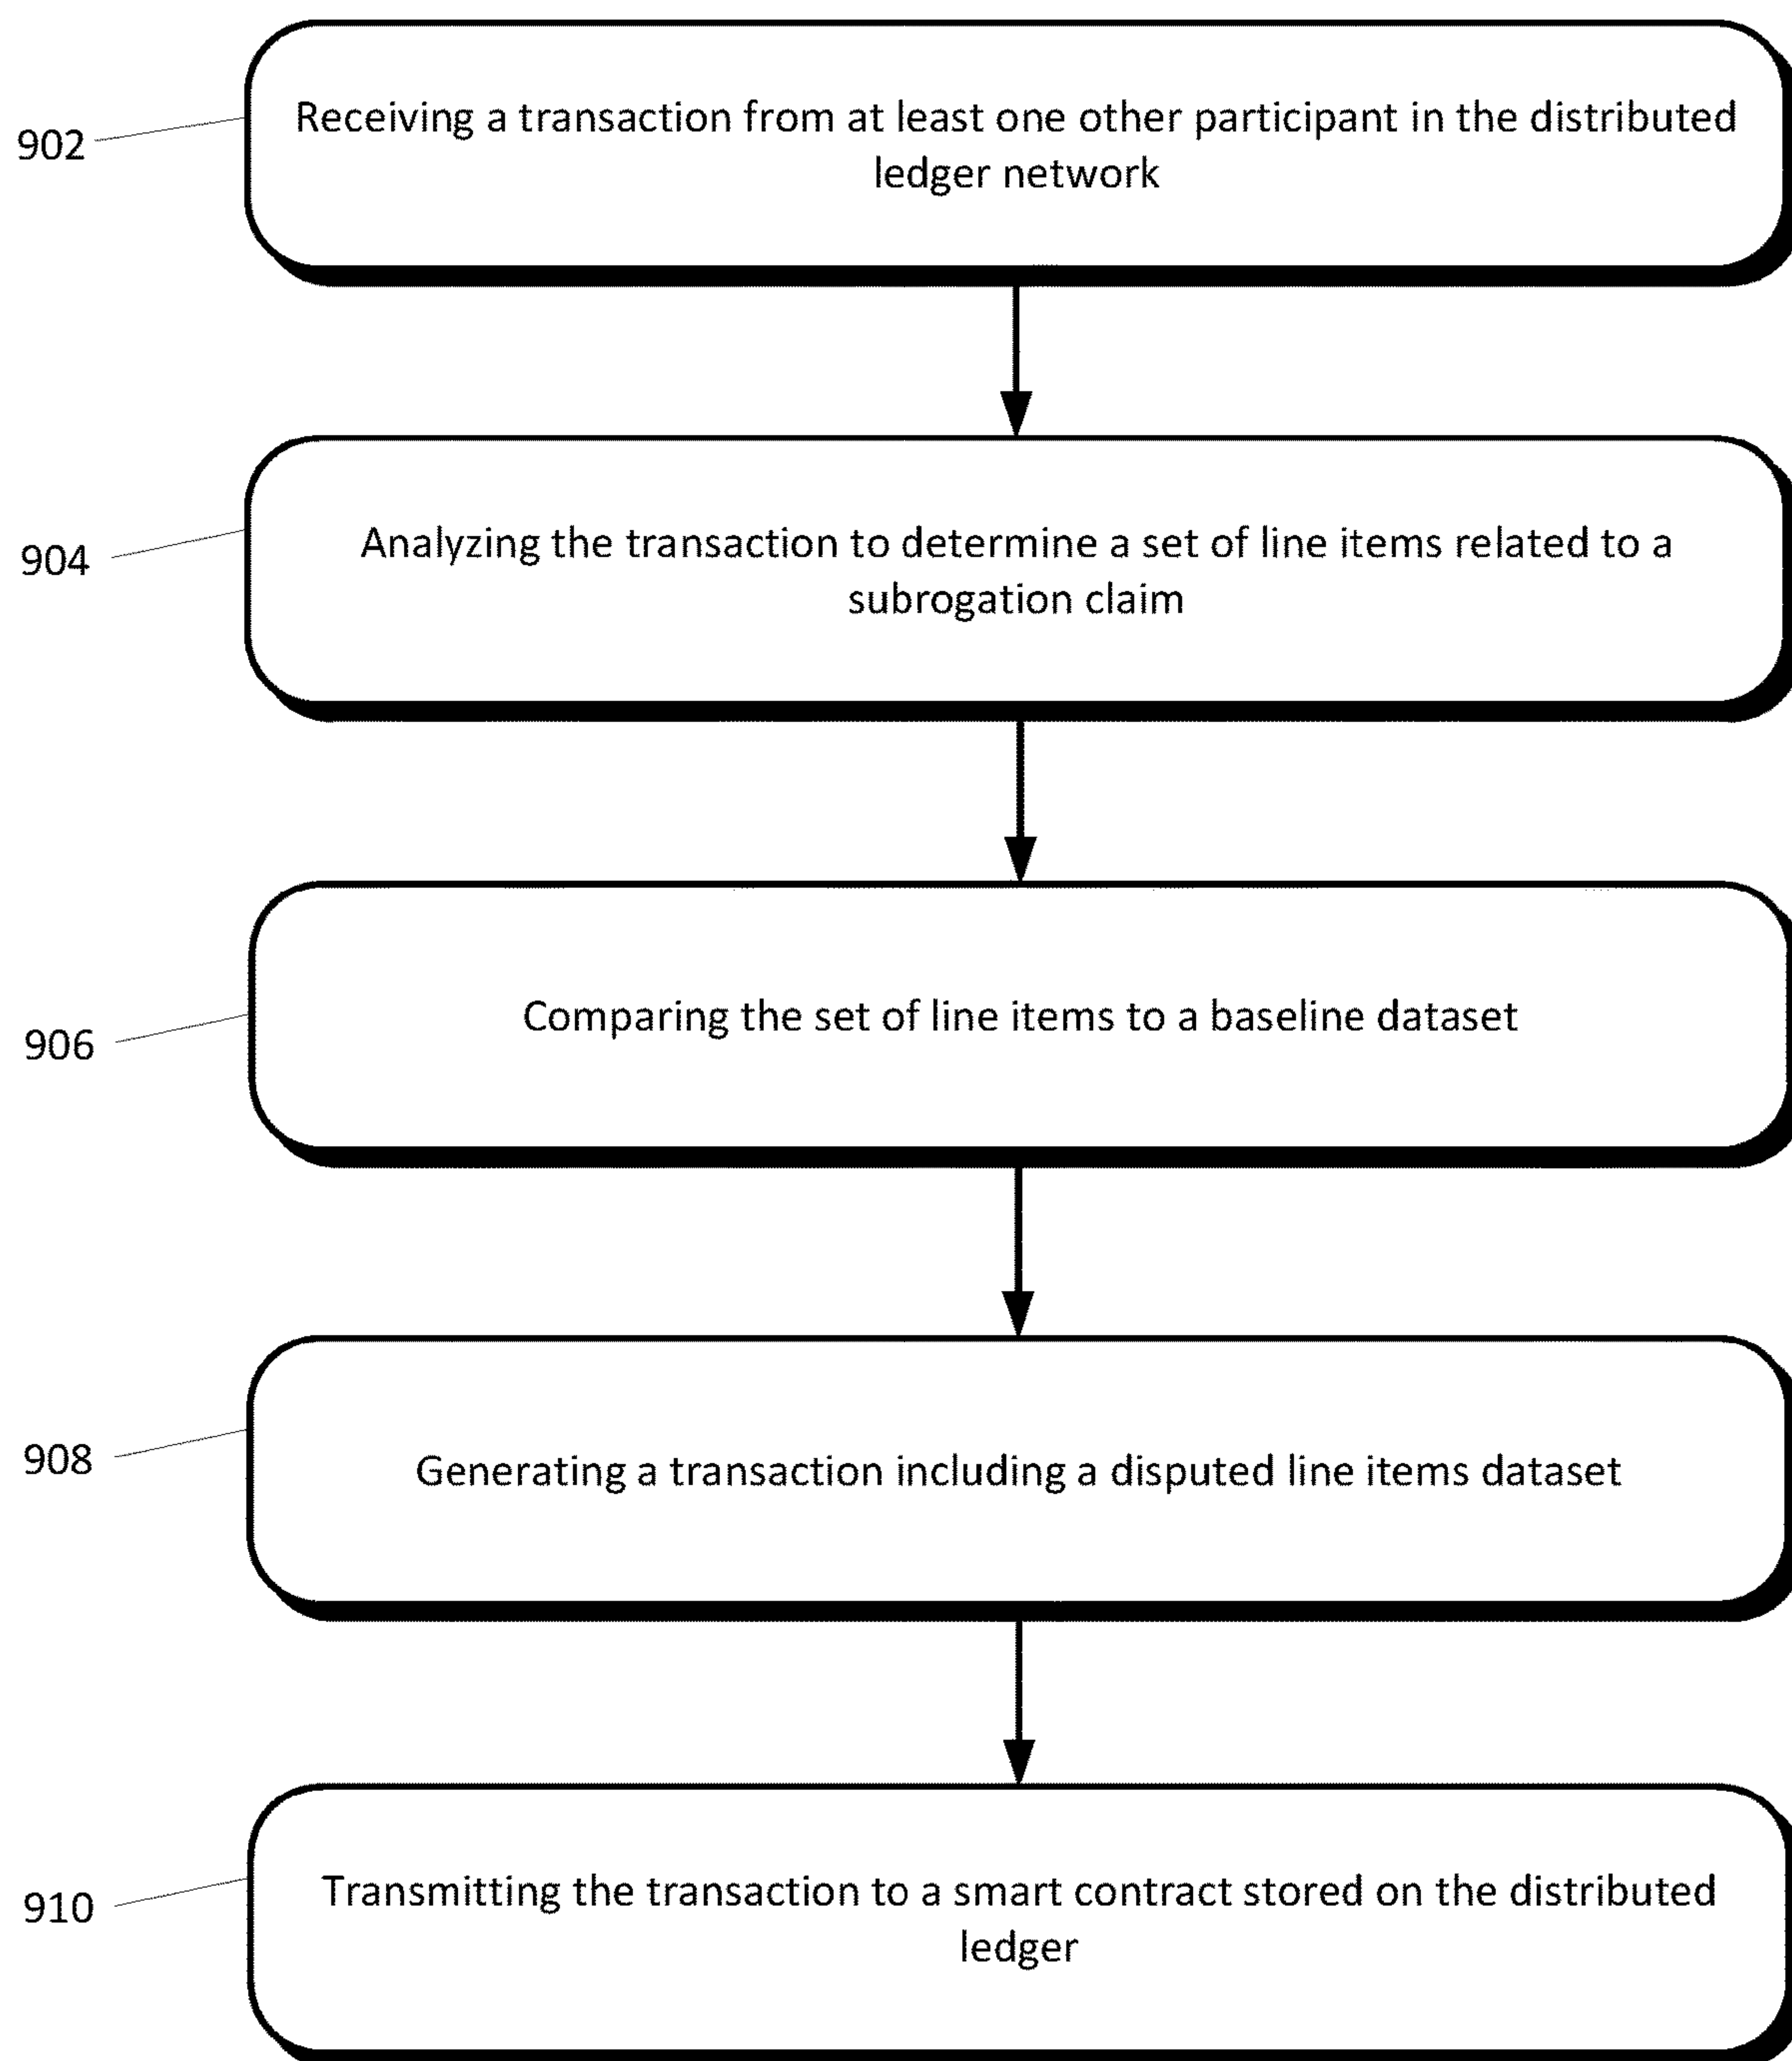 902
Receiving a transaction from at least one other participant in the distributed
ledger network
904
Analyzing the transaction to determine a set of line items related to a
subrogation claim
906
Comparing the set of line items to a baseline dataset
908
Generating a transaction including a disputed line items dataset
910
Transmitting the transaction to a smart contract stored on the distributed
ledger